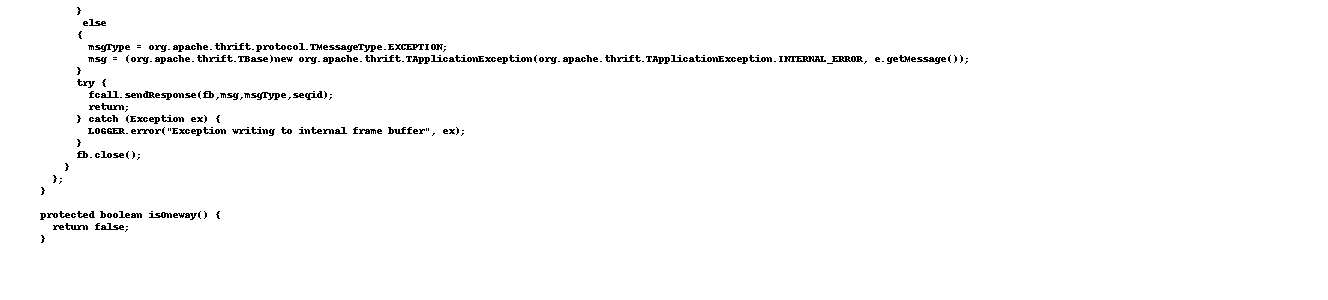 }
else
{
msgType = org.apache.thrift.protocol.TMessageType.EXCEPTION;
msg = (org.apache.thrift.TBase)new org.apache.thrift.TApplicationException(org.apache.thrift.TApplicationException.INTERNAL_ERROR, e.getMessage());
}
try {
fcall.sendResponse(fb,msg,msgType,seqid);
return;
} catch (Exception ex) {
LOGGER.error("Exception writing to internal frame buffer", ex);
}
fb.close();
}
};
}
protected boolean isOneway() {
return false;
}